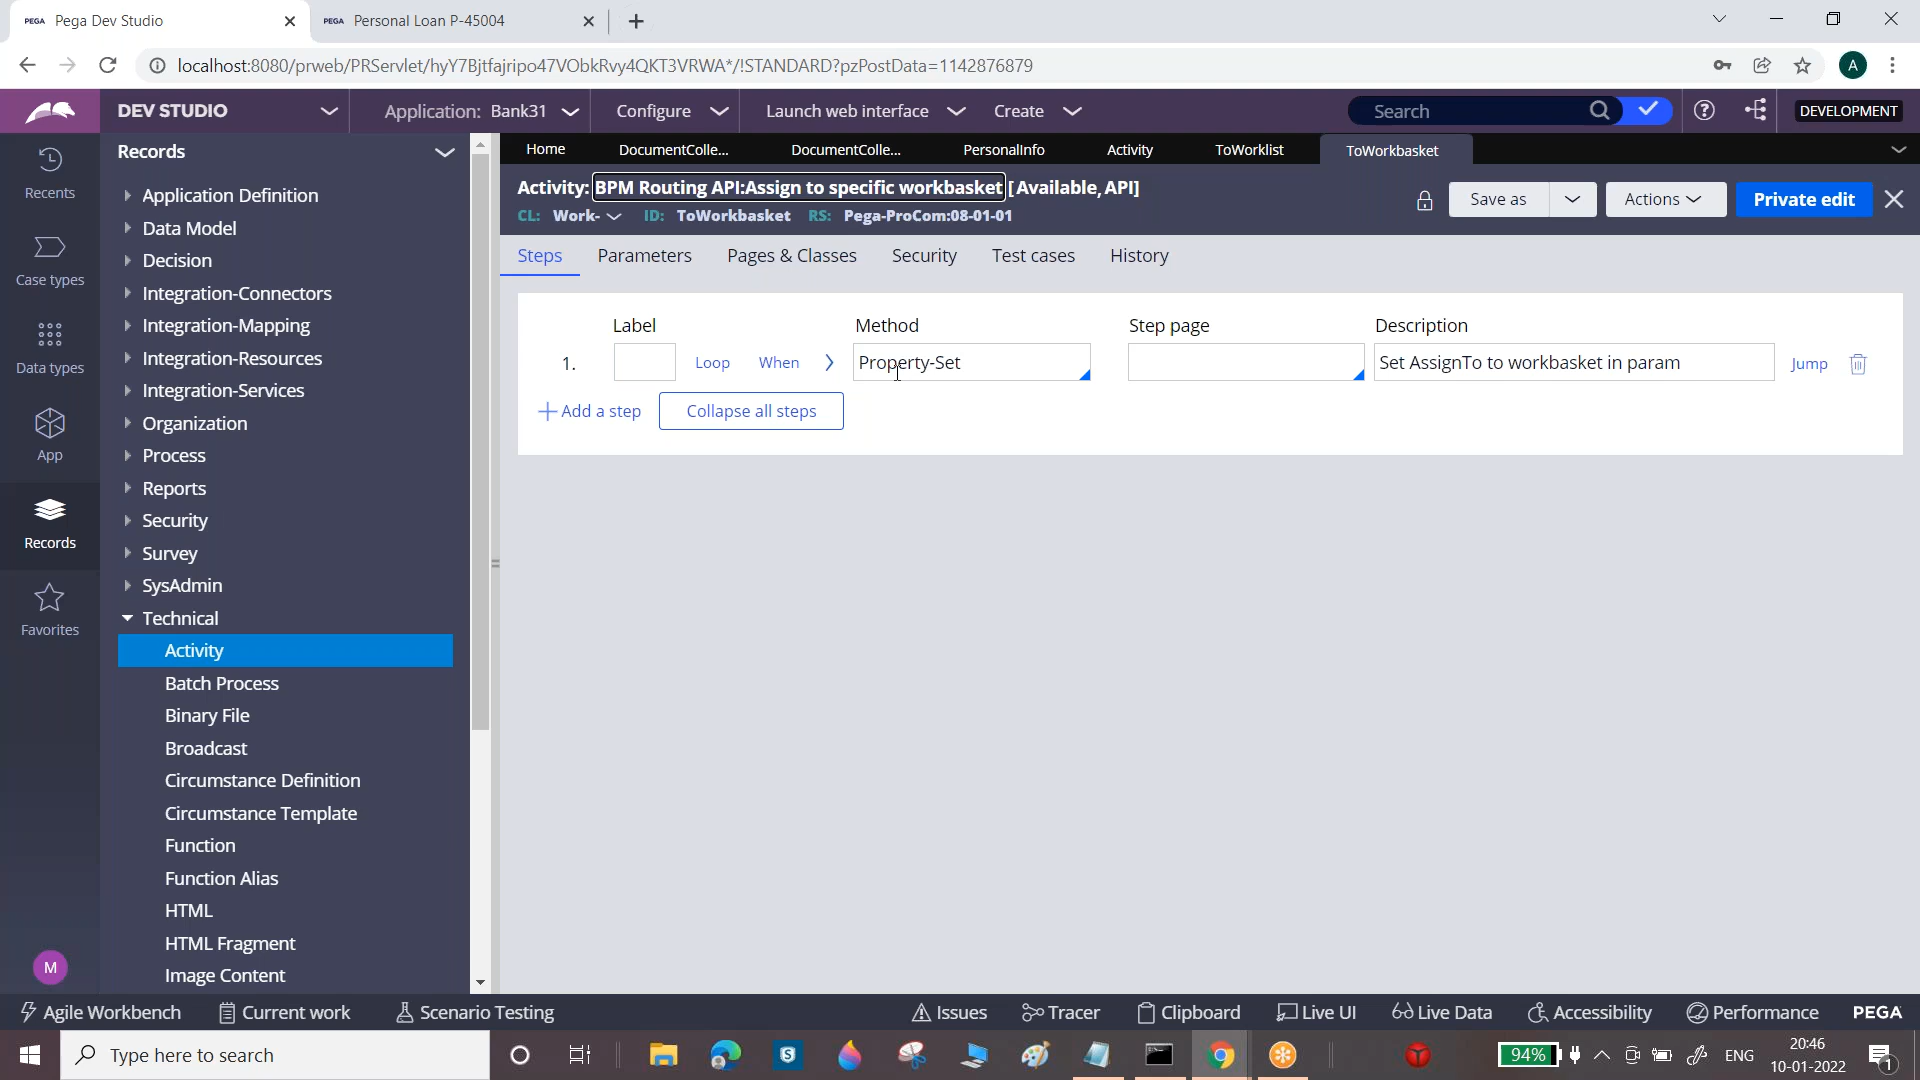 PEGA Pega Dev Studio
PEGA Personal Loan P-45004
localhost:8080/prweb/PRServlet/hyY7Bjtfajripo47VObkRvy4QKT3VRWA*/!STANDARD?pzPostData=1142876879
A
DEV STUDIO
Application: Bank31
Configure
Launch web interface
Create
Search
DEVELOPMENT
Recents
Case types
Data types
App
Records
Favorites
M
Records
Application Definition
Data Model
Decision
Integration-Connectors
Integration-Mapping
Integration-Resources
Integration-Services
Organization
Process
Reports
Security
Survey
SysAdmin
Technical
Activity
Batch Process
Binary File
Broadcast
Circumstance Definition
Circumstance Template
Function
Function Alias
HTML
HTML Fragment
Image Content
Home
DocumentColle...
DocumentColle...
PersonalInfo
Activity
ToWorklist
ToWorkbasket
Activity: BPM Routing API:Assign to specific workbasket [Available, API]
CL: Work- ID: ToWorkbasket RS: Pega-ProCom:08-01-01
Save as
Actions
Private edit
Steps
Parameters
Pages & Classes
Security
Test cases
History
Label
Method
Step page
Description
1.
Loop
When
Property-Set
Set AssignTo to workbasket in param
Jump
Add a step
Collapse all steps
Agile Workbench
Current work
Scenario Testing
Issues
Tracer
Clipboard
Live UI
Live Data
Accessibility
Performance
PEGA
Type here to search
S
94%
ENG
20:46
10-01-2022
1